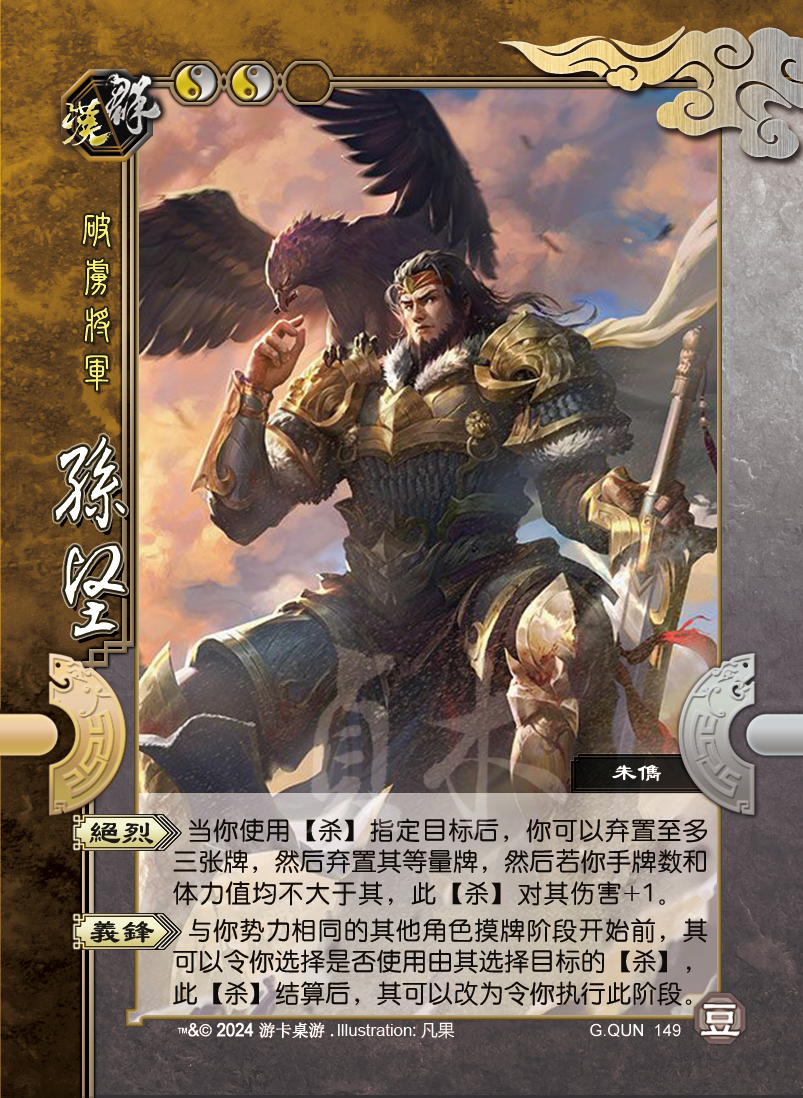 漢
群
破虜將軍
孫堅
朱儁
絕烈
当你使用【杀】指定目标后，你可以弃置至多
三张牌，然后弃置其等量牌，然后若你手牌数和
体力值均不大于其，此【杀】对其伤害+1。
義鋒
与你势力相同的其他角色摸牌阶段开始前，其
可以令你选择是否使用由其选择目标的【杀】，
此【杀】结算后，其可以改为令你执行此阶段。
™&© 2024 游卡桌游 .Illustration: 凡果
G.QUN 149
豆